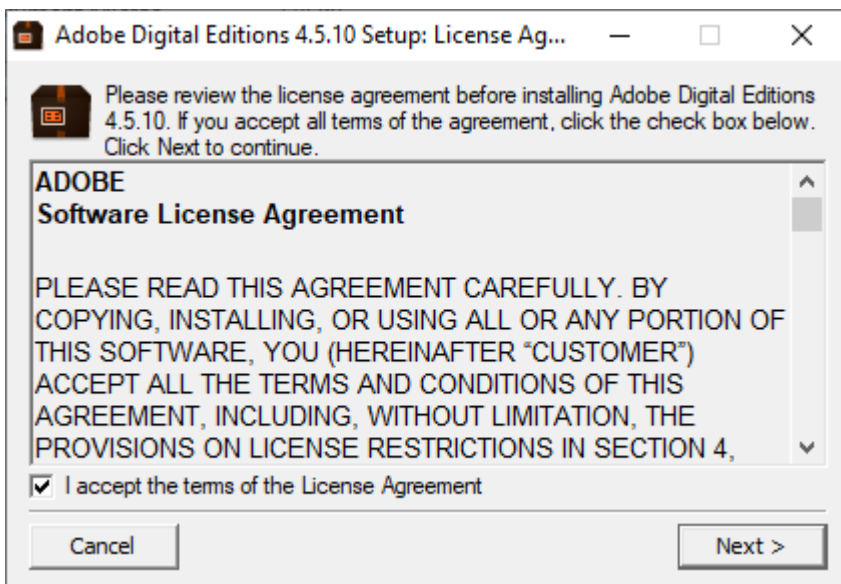 Adobe Digital Editions 4.5.10 Setup: License Ag...
Please review the license agreement before installing Adobe Digital Editions
4.5.10. If you accept all terms of the agreement, click the check box below.
Click Next to continue.
ADOBE
Software License Agreement
PLEASE READ THIS AGREEMENT CAREFULLY. BY
COPYING, INSTALLING, OR USING ALL OR ANY PORTION OF
THIS SOFTWARE, YOU (HEREINAFTER “CUSTOMER”)
ACCEPT ALL THE TERMS AND CONDITIONS OF THIS
AGREEMENT, INCLUDING, WITHOUT LIMITATION, THE
PROVISIONS ON LICENSE RESTRICTIONS IN SECTION 4,
I accept the terms of the License Agreement
Cancel
Next >